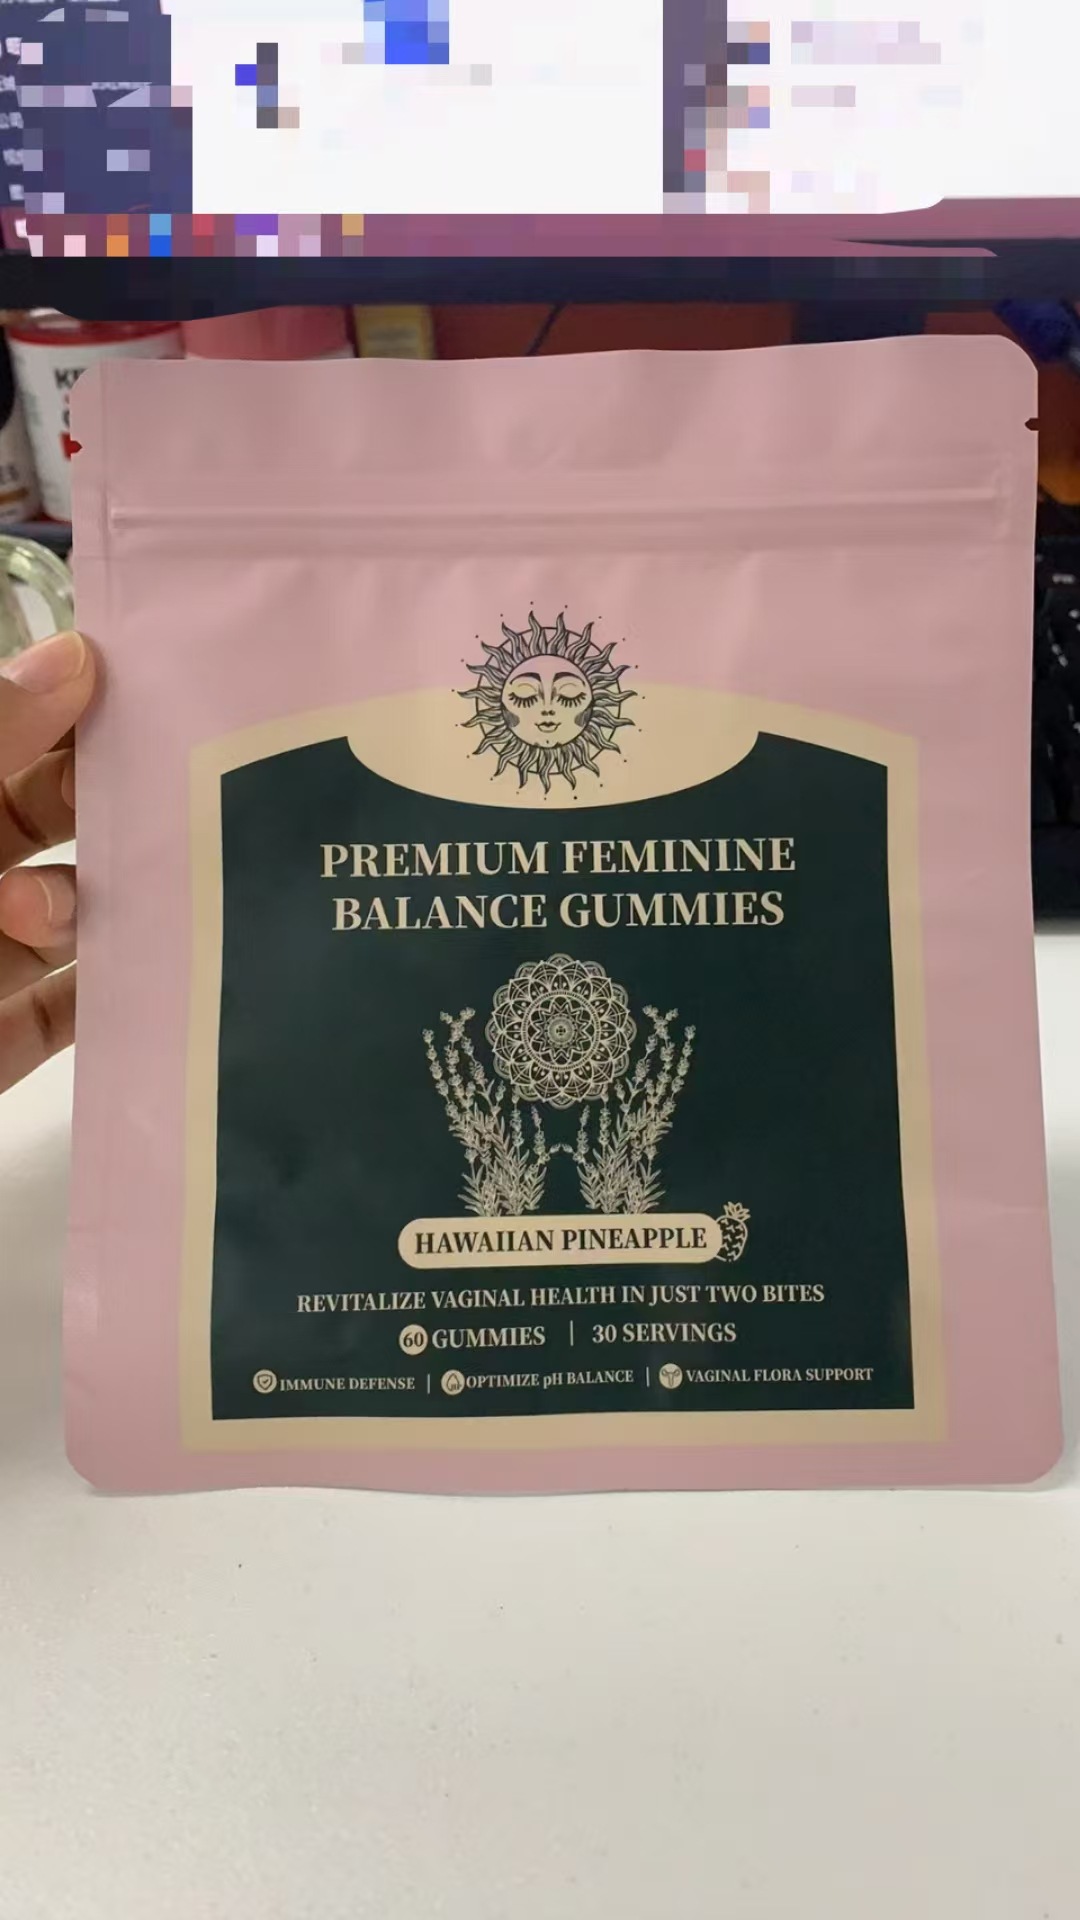 PREMIUM FEMININE
BALANCE GUMMIES
HAWAIIAN PINEAPPLE
REVITALIZE VAGINAL HEALTH IN JUST TWO BITES
60 GUMMIES | 30 SERVINGS
IMMUNE DEFENSE | OPTIMIZE pH BALANCE | VAGINAL FLORA SUPPORT